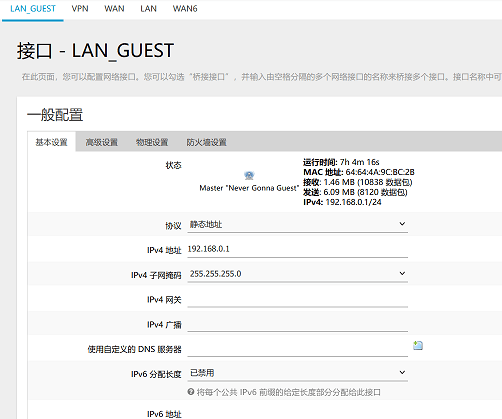 LAN_GUEST VPN WAN LAN WAN6
接口 - LAN_GUEST
在此页面，您可以配置网络接口。您可以勾选“桥接接口”，并输入由空格分隔的多个网络接口的名称来桥接多个接口。接口名称中可
一般配置
基本设置 高级设置 物理设置 防火墙设置
状态
Master "Never Gonna Guest"
运行时间: 7h 4m 16s
MAC 地址: 64:64:4A:9C:BC:2B
接收: 1.46 MB (10838 数据包)
发送: 6.09 MB (8120 数据包)
IPv4: 192.168.0.1/24
协议 静态地址
IPv4 地址 192.168.0.1
IPv4 子网掩码 255.255.255.0
IPv4 网关
IPv4 广播
使用自定义的 DNS 服务器
IPv6 分配长度 已禁用
将每个公共 IPv6 前缀的给定长度部分分配给此接口
IPv6 地址